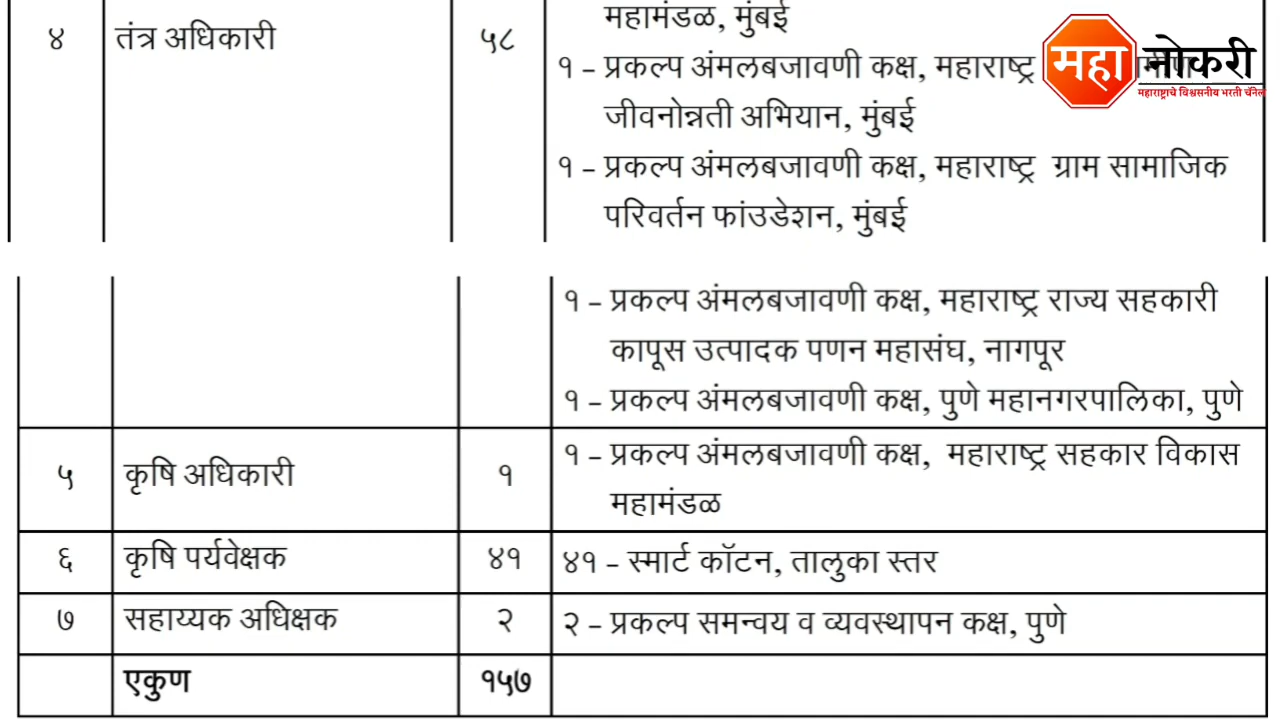 महामंडळ, मुंबई
४ तंत्र अधिकारी ५८
१ – प्रकल्प अंमलबजावणी कक्ष, महाराष्ट्र
जीवनोन्नती अभियान, मुंबई
१ – प्रकल्प अंमलबजावणी कक्ष, महाराष्ट्र ग्राम सामाजिक
परिवर्तन फांउडेशन, मुंबई
महा नोकरी
महाराष्ट्राचे विश्वसनीय भरती चॅनेल
१ – प्रकल्प अंमलबजावणी कक्ष, महाराष्ट्र राज्य सहकारी
कापूस उत्पादक पणन महासंघ, नागपूर
१ – प्रकल्प अंमलबजावणी कक्ष, पुणे महानगरपालिका, पुणे
५ कृषि अधिकारी १ १ – प्रकल्प अंमलबजावणी कक्ष, महाराष्ट्र सहकार विकास
महामंडळ
६ कृषि पर्यवेक्षक ४१ ४१ – स्मार्ट कॉटन, तालुका स्तर
७ सहाय्यक अधिक्षक २ २ – प्रकल्प समन्वय व व्यवस्थापन कक्ष, पुणे
एकुण १५७